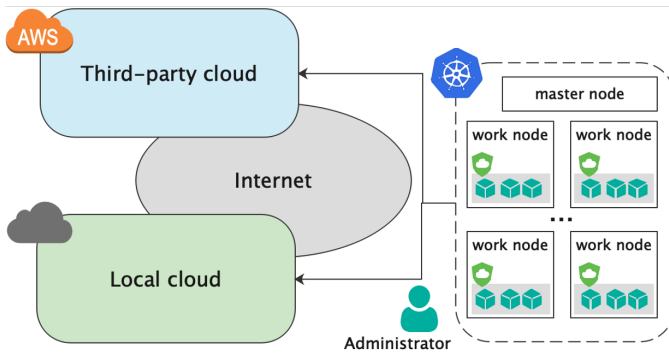 AWS
Third-party cloud
Internet
Local cloud
Administrator
master node
work node
work node
...
work node
work node